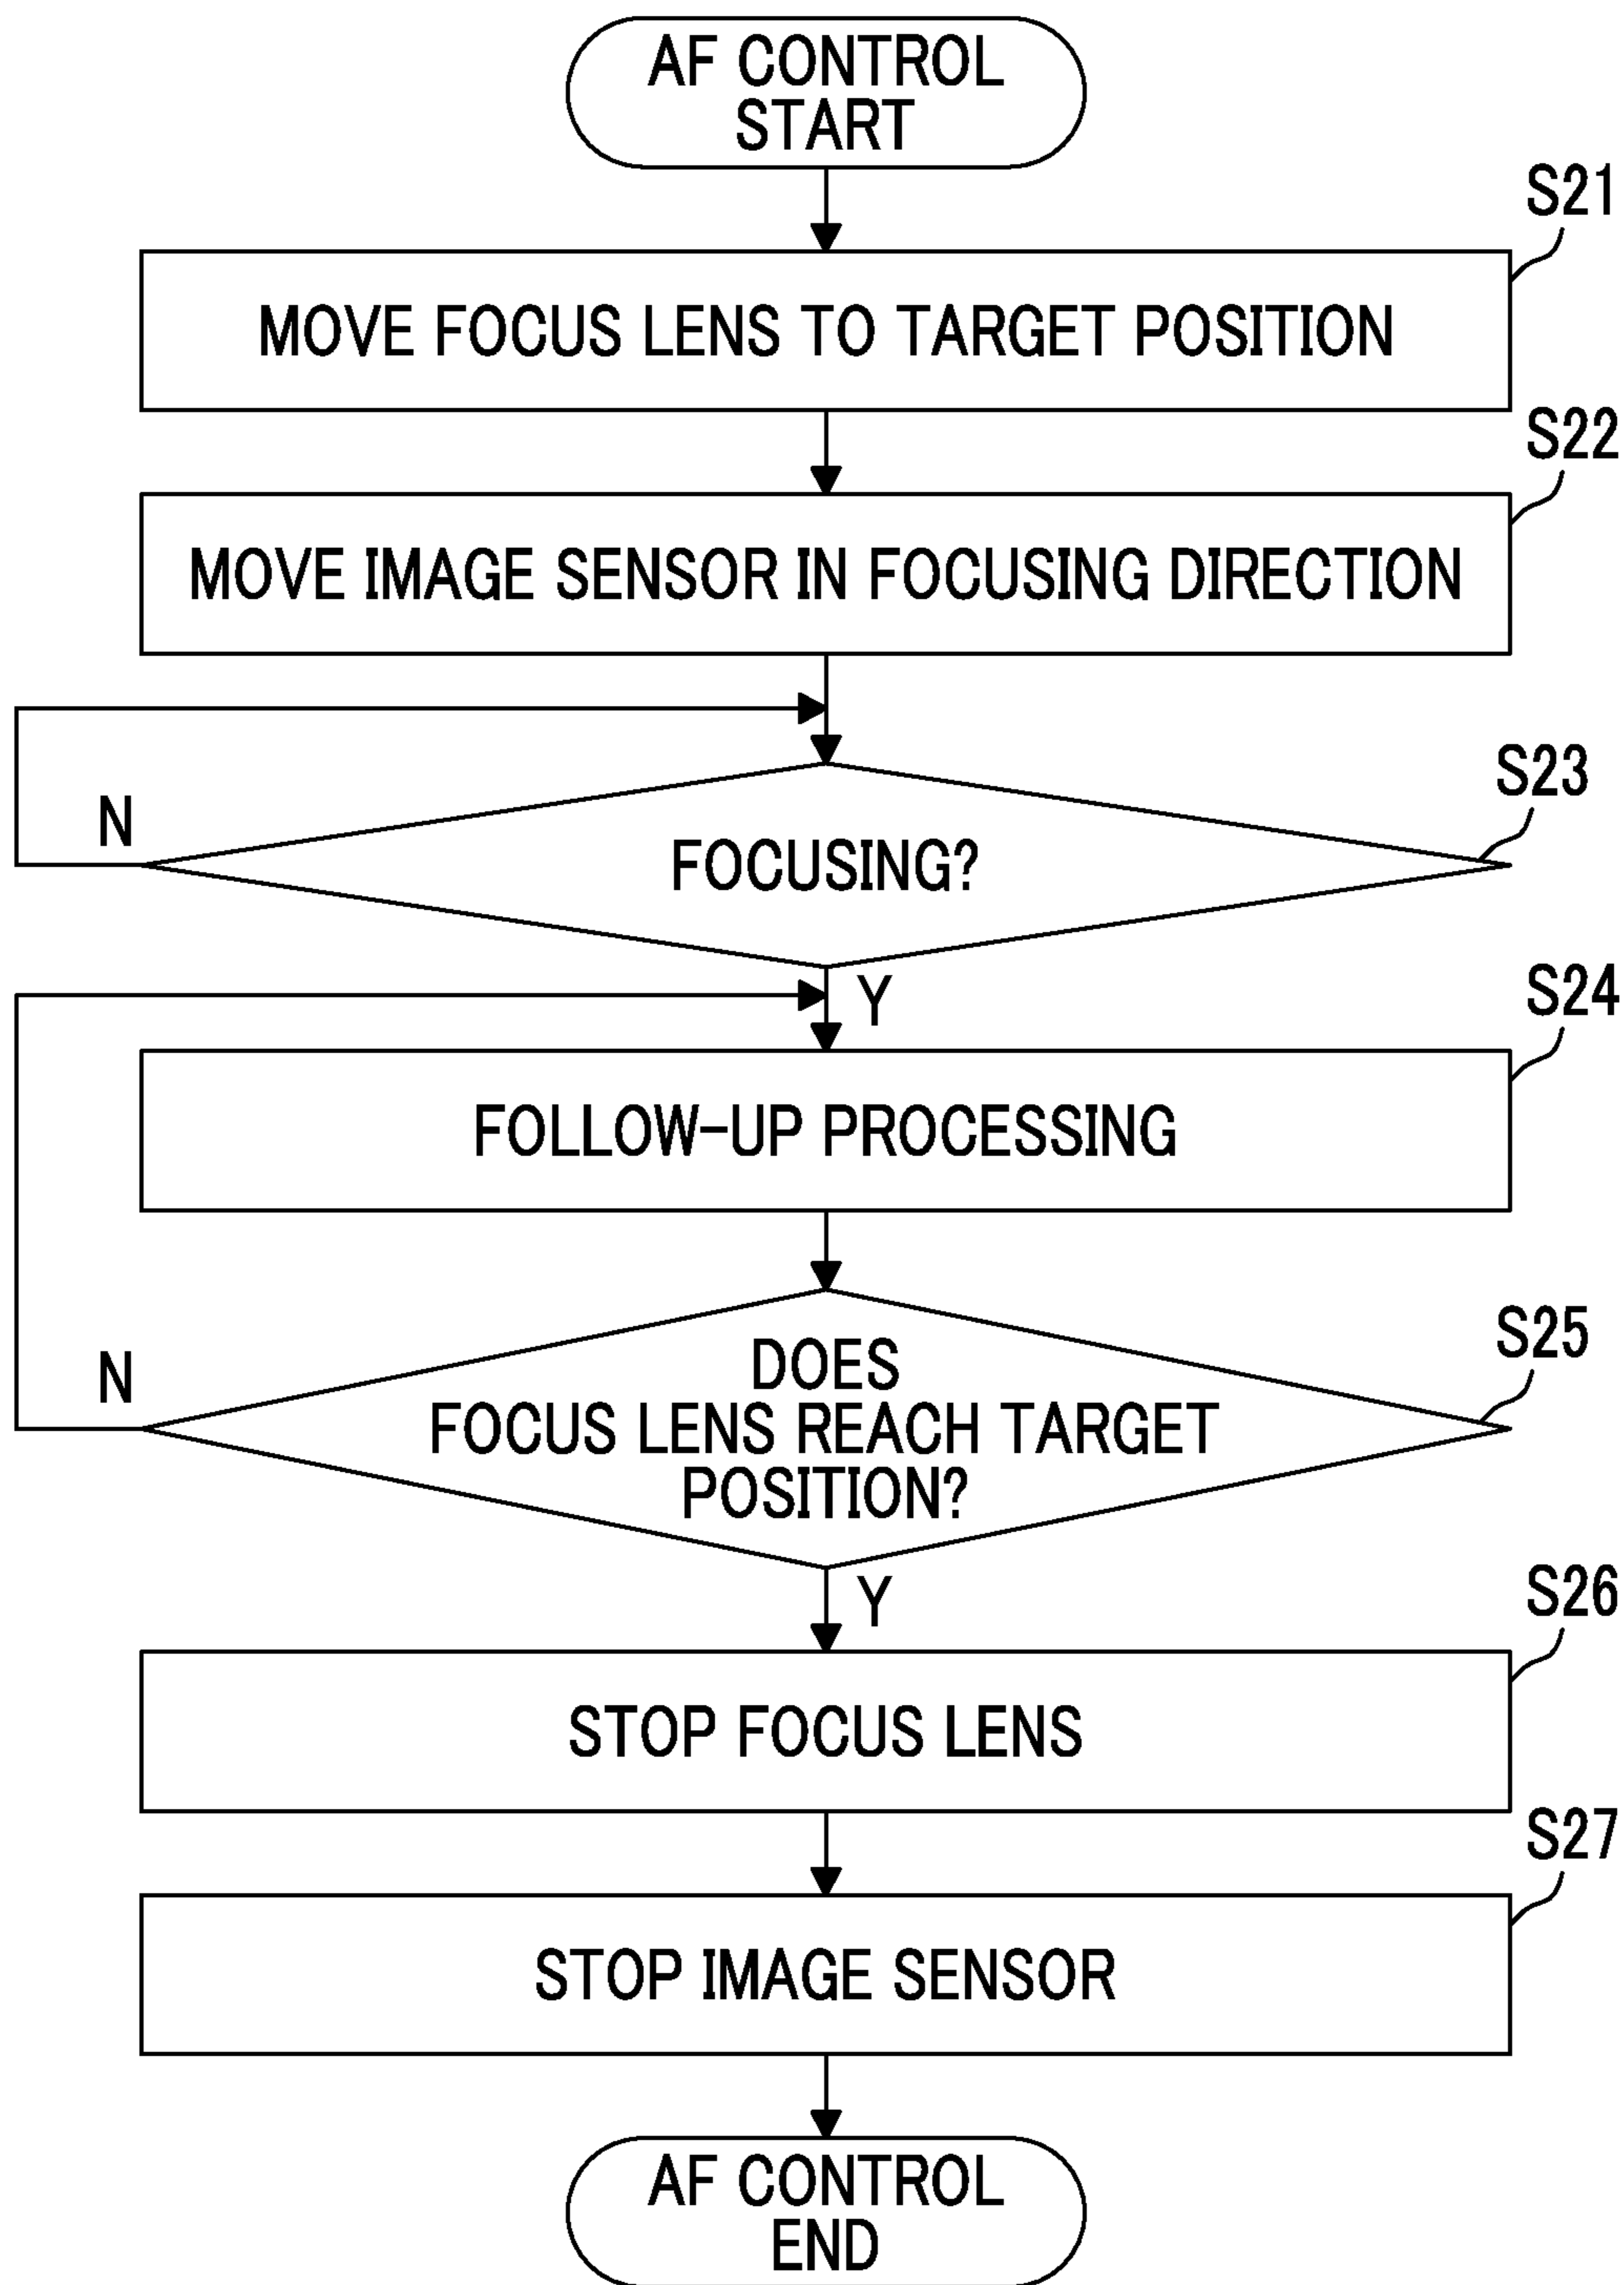 AF CONTROL
START
S21
MOVE FOCUS LENS TO TARGET POSITION
S22
MOVE IMAGE SENSOR IN FOCUSING DIRECTION
S23
N
FOCUSING?
Y
S24
FOLLOW-UP PROCESSING
S25
N
DOES
FOCUS LENS REACH TARGET
POSITION?
Y
S26
STOP FOCUS LENS
S27
STOP IMAGE SENSOR
AF CONTROL
END